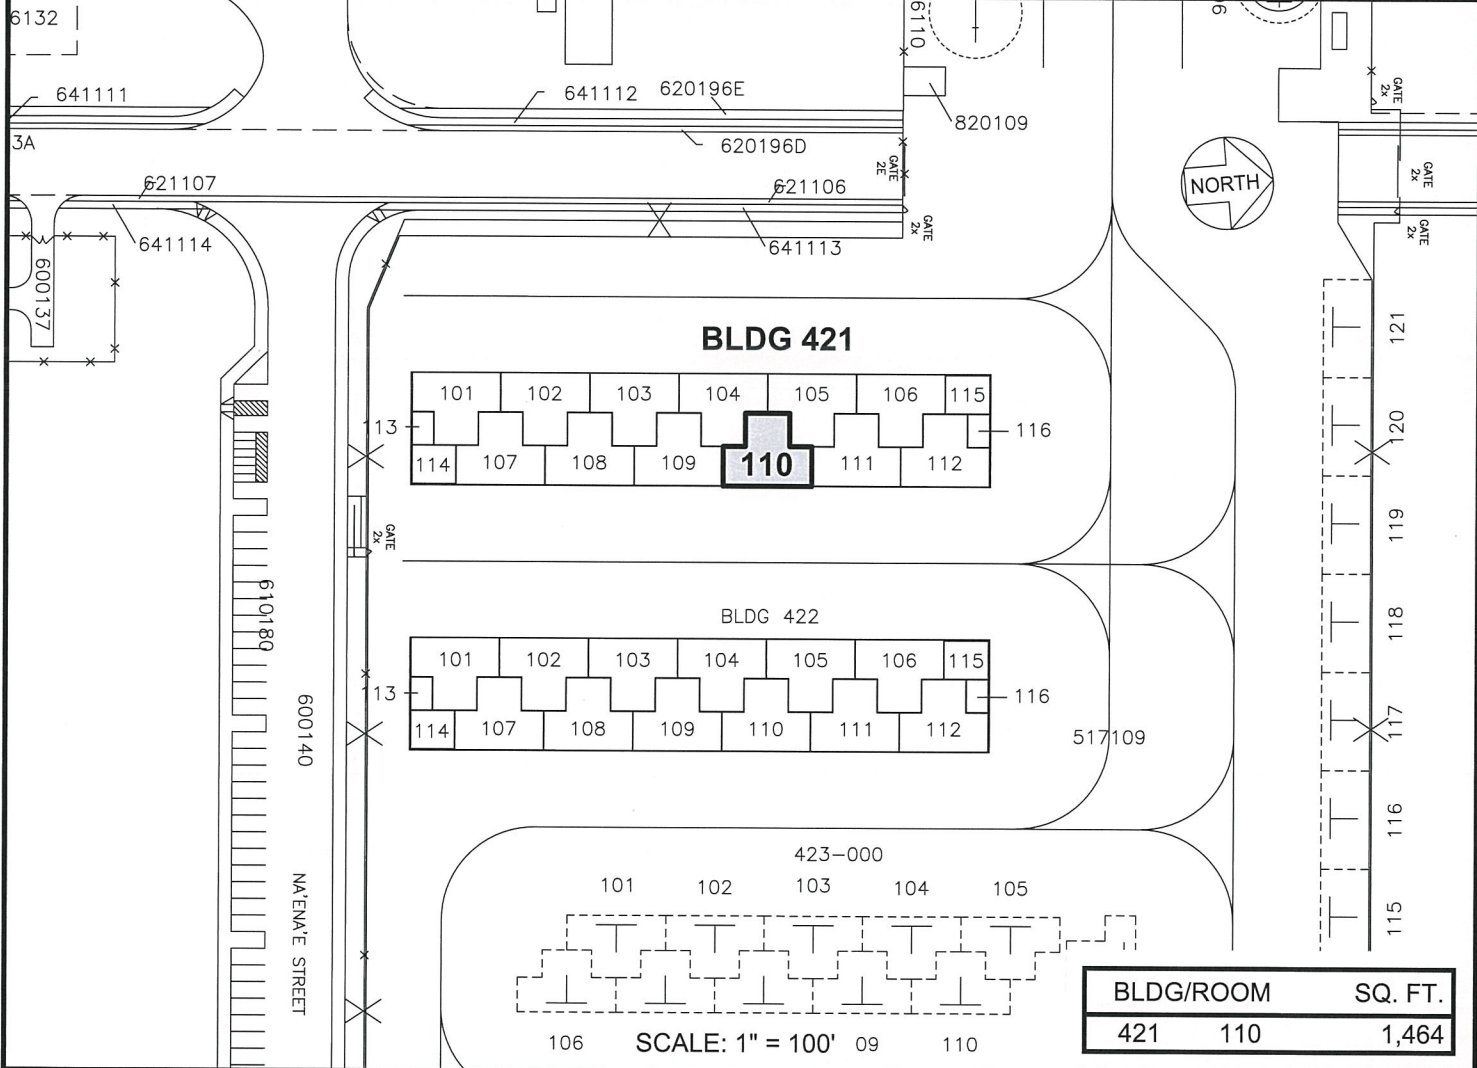 6132
641111
3A
641112
620196E
620196D
6110
820109
GATE
2E
GATE
2x
GATE
2x
GATE
2x
GATE
2x
NORTH
621107
641114
621106
641113
600137
BLDG 421
101 102 103 104 105 106 115
113 116
114 107 108 109 110 111 112
GATE
2x
610180
600140
NA'ENA'E STREET
BLDG 422
101 102 103 104 105 106 115
113 116
114 107 108 109 110 111 112
517109
121
120
119
118
117
116
115
423-000
101 102 103 104 105
106 SCALE: 1" = 100' 09 110
BLDG/ROOM SQ. FT.
421 110 1,464